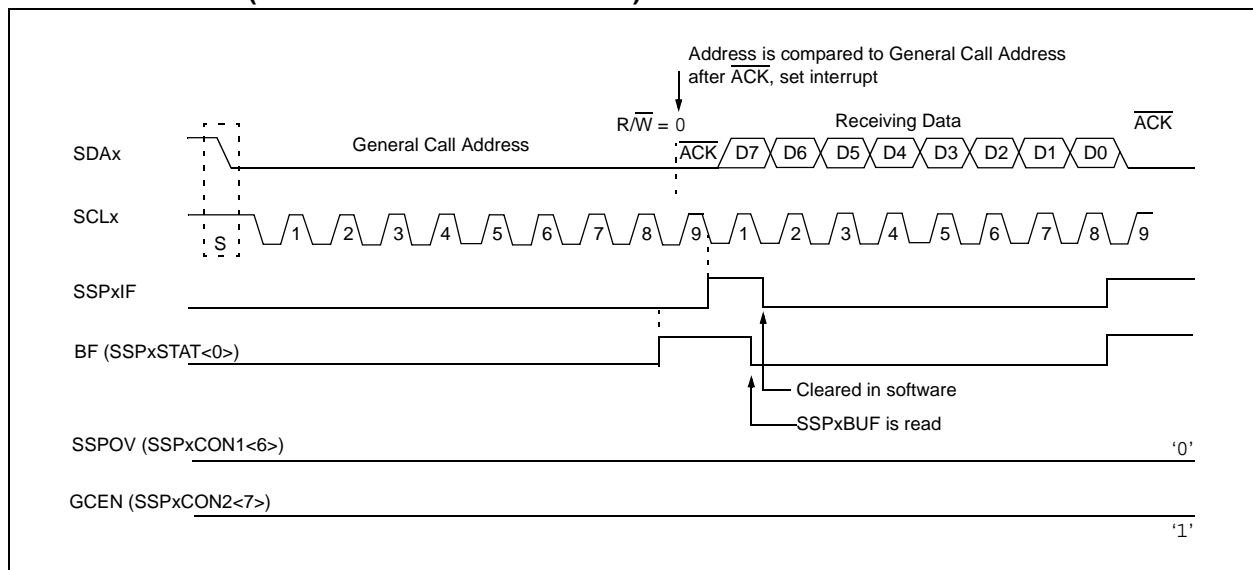 Address is compared to General Call Address
after ACK, set interrupt
R/W = 0
Receiving Data
ACK
SDAx
General Call Address
ACK D7 D6 D5 D4 D3 D2 D1 D0
SCLx
S 1 2 3 4 5 6 7 8 9 1 2 3 4 5 6 7 8 9
SSPxIF
BF (SSPxSTAT<0>)
Cleared in software
SSPxBUF is read
SSPOV (SSPxCON1<6>)
‘0’
GCEN (SSPxCON2<7>)
‘1’